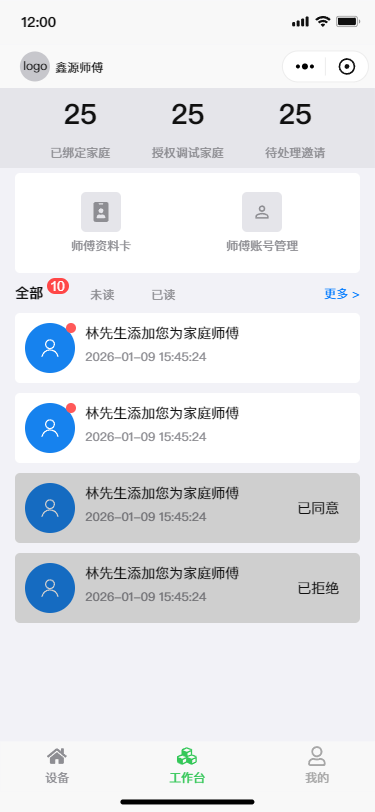 12:00
logo 鑫源师傅
25 25 25
已绑定家庭 授权调试家庭 待处理邀请
师傅资料卡 师傅账号管理
全部 10 未读 已读 更多 >
林先生添加您为家庭师傅
2026-01-09 15:45:24
林先生添加您为家庭师傅
2026-01-09 15:45:24
林先生添加您为家庭师傅
2026-01-09 15:45:24
已同意
林先生添加您为家庭师傅
2026-01-09 15:45:24
已拒绝
设备 工作台 我的